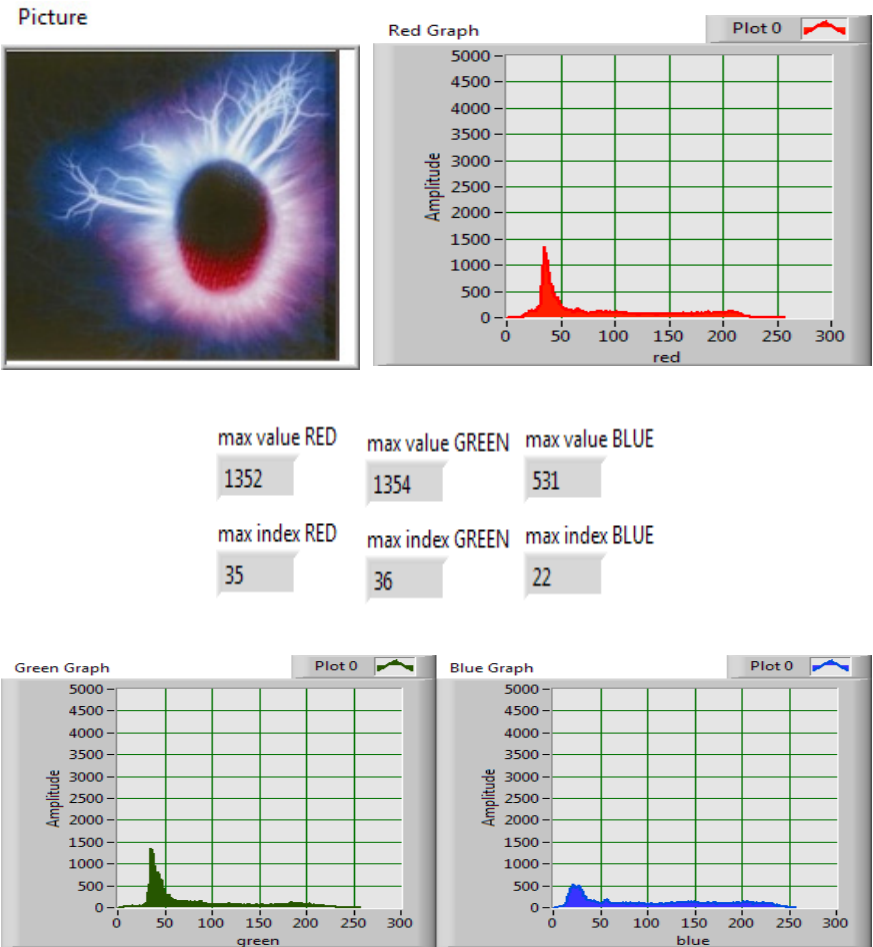 Picture
Red Graph
Plot 0
5000
4500
4000
3500
3000
2500
2000
1500
1000
500
0
Amplitude
0 50 100 150 200 250 300
red
max value RED
1352
max value GREEN
1354
max value BLUE
531
max index RED
35
max index GREEN
36
max index BLUE
22
Green Graph
Plot 0
5000
4500
4000
3500
3000
2500
2000
1500
1000
500
0
Amplitude
0 50 100 150 200 250 300
green
Blue Graph
Plot 0
5000
4500
4000
3500
3000
2500
2000
1500
1000
500
0
Amplitude
0 50 100 150 200 250 300
blue